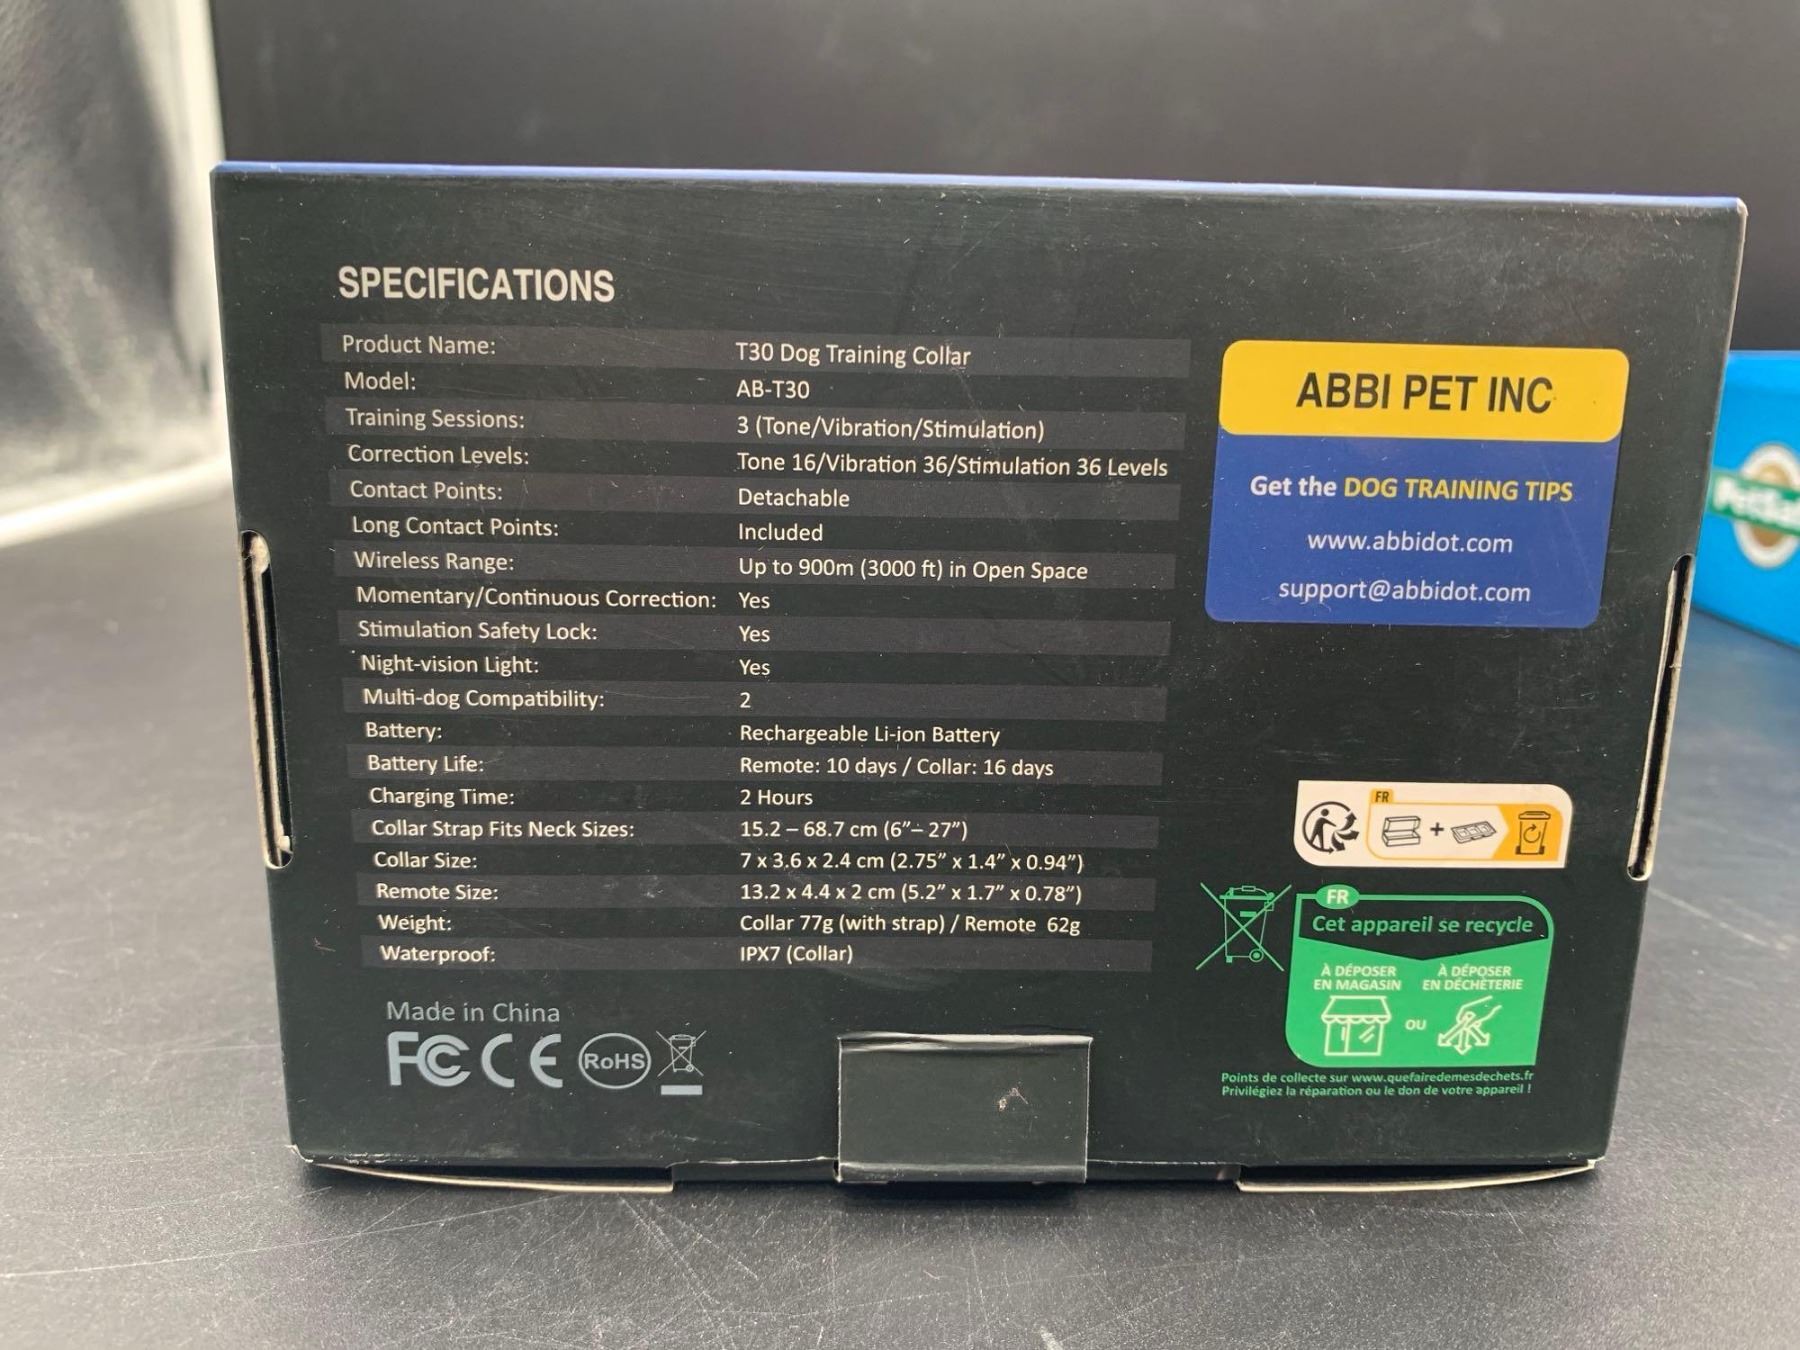 SPECIFICATIONS
Product Name: T30 Dog Training Collar
Model: AB-T30
Training Sessions: 3 (Tone/Vibration/Stimulation)
Correction Levels: Tone 16/Vibration 36/Stimulation 36 Levels
Contact Points: Detachable
Long Contact Points: Included
Wireless Range: Up to 900m (3000 ft) in Open Space
Momentary/Continuous Correction: Yes
Stimulation Safety Lock: Yes
Night-vision Light: Yes
Multi-dog Compatibility: 2
Battery: Rechargeable Li-ion Battery
Battery Life: Remote: 10 days / Collar: 16 days
Charging Time: 2 Hours
Collar Strap Fits Neck Sizes: 15.2 – 68.7 cm (6”– 27”)
Collar Size: 7 x 3.6 x 2.4 cm (2.75” x 1.4” x 0.94”)
Remote Size: 13.2 x 4.4 x 2 cm (5.2” x 1.7” x 0.78”)
Weight: Collar 77g (with strap) / Remote 62g
Waterproof: IPX7 (Collar)
Made in China
FC CE RoHS
ABBI PET INC
Get the DOG TRAINING TIPS
www.abbidot.com
support@abbidot.com
FR
+
FR
Cet appareil se recycle
À DÉPOSER EN MAGASIN
OU
À DÉPOSER EN DÉCHÈTERIE
Points de collecte sur www.quefairedemesdechets.fr
Privilégiez la réparation ou le don de votre appareil !